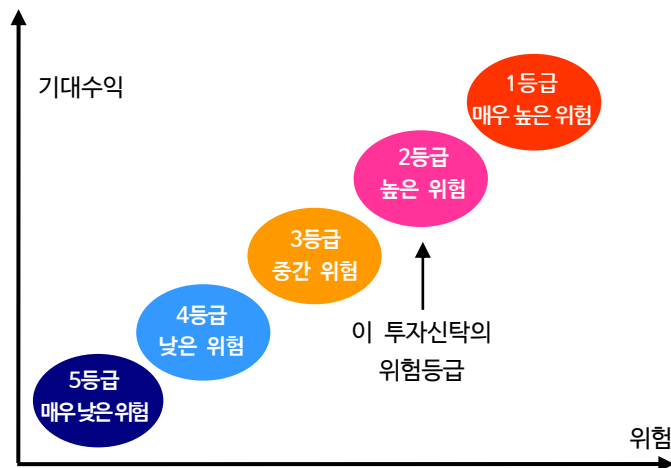 기대수익
1등급
매우 높은 위험
2등급
높은 위험
3등급
중간 위험
4등급
낮은 위험
이 투자신탁의
위험등급
5등급
매우 낮은 위험
위험